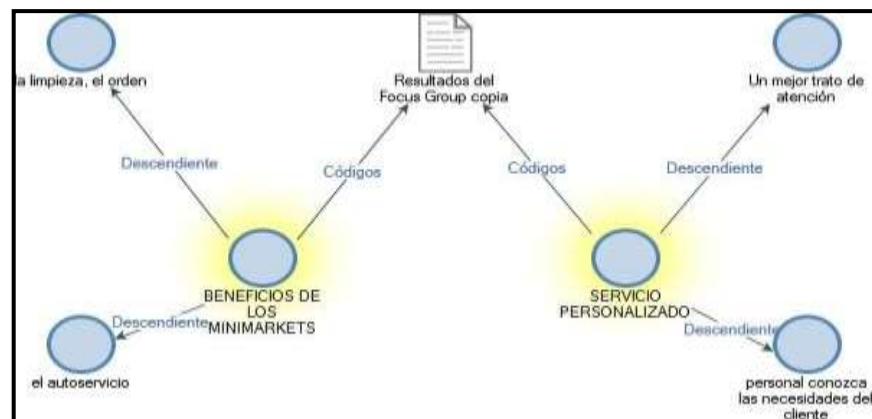 la limpieza, el orden
Resultados del
Focus Group copia
Un mejor trato de
atención
Descendiente
Códigos
Códigos
Descendiente
BENEFICIOS DE
LOS
MINIMARKETS
SERVICIO
PERSONALIZADO
Descendiente
Descendiente
el autoservicio
personal conozca
las necesidades del
cliente